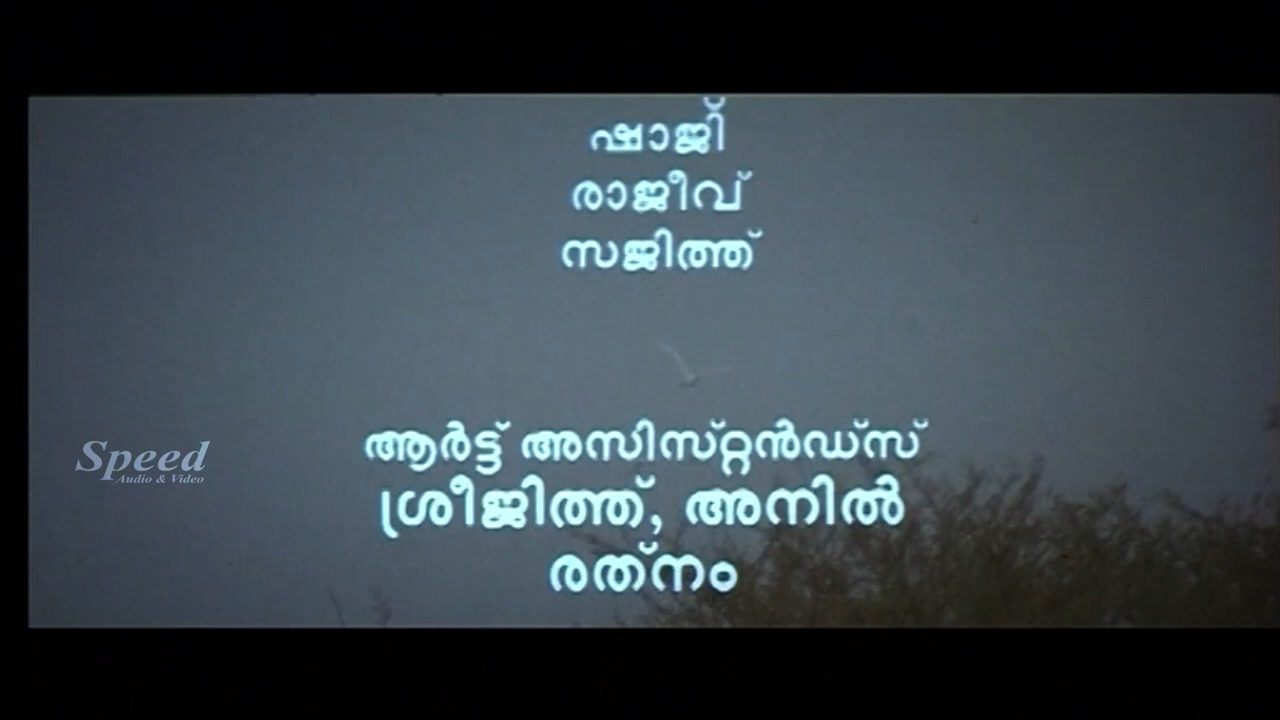 ഷാജി
രാജീവ്
സജിത്ത്
ആർട്ട് അസിസ്റ്റൻഡ്സ്
ശ്രീജിത്ത്, അനിൽ
രത്നം
Speed
Audio & Video